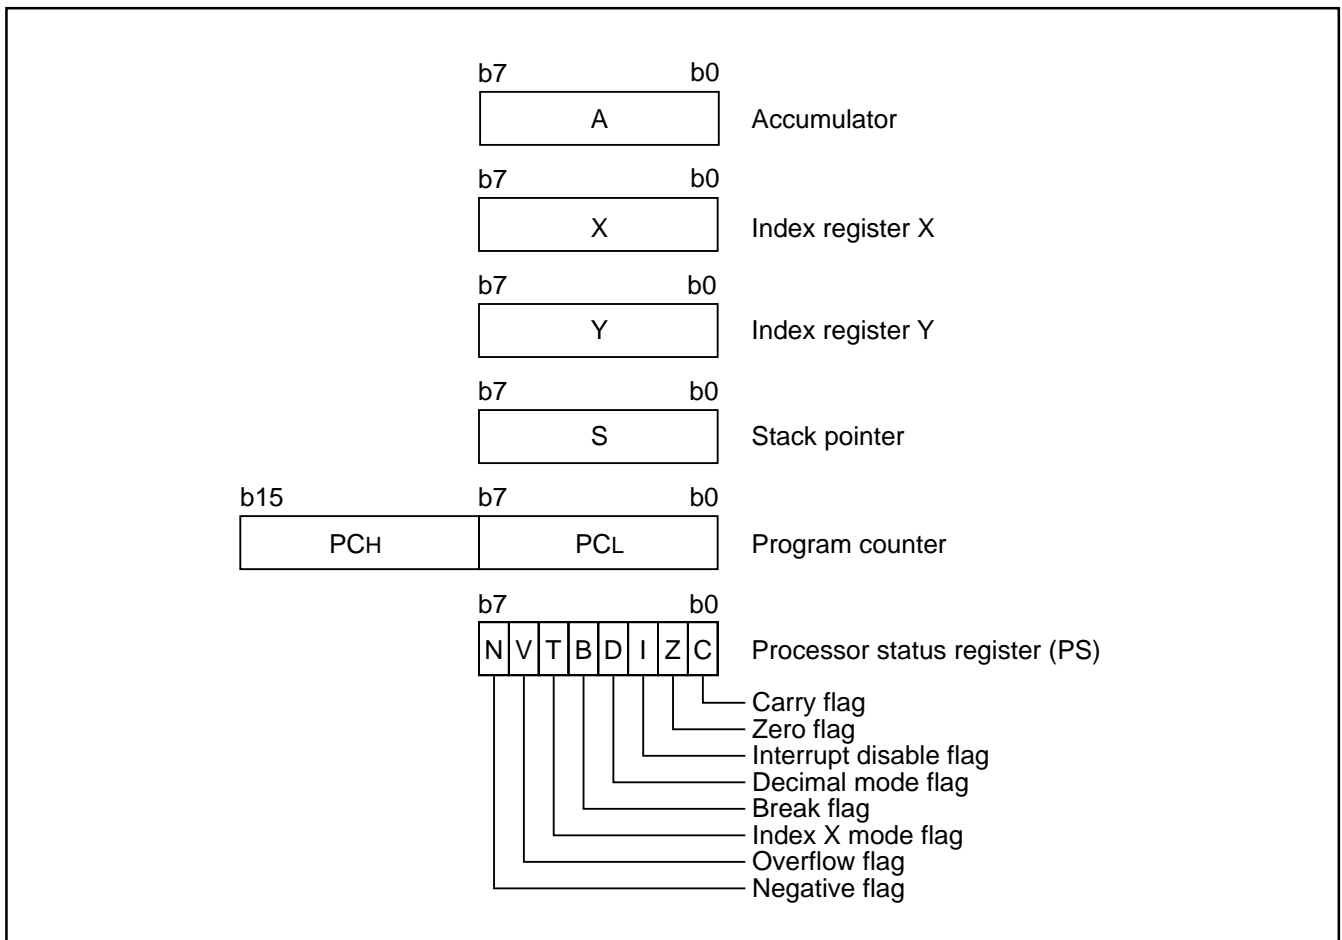 b7 b0
A Accumulator
b7 b0
X Index register X
b7 b0
Y Index register Y
b7 b0
S Stack pointer
b15 b7 b0
PCH PCL Program counter
b7 b0
N V T B D I Z C Processor status register (PS)
Carry flag
Zero flag
Interrupt disable flag
Decimal mode flag
Break flag
Index X mode flag
Overflow flag
Negative flag